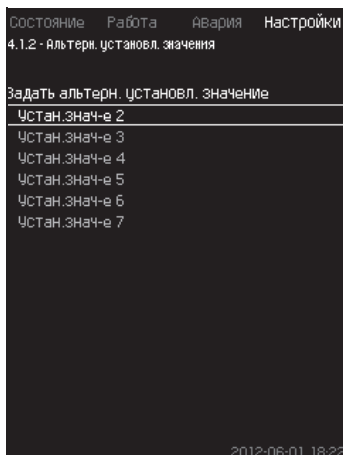 Состояние Работа Авария Настройки
4.1.2 - Альтерн. установл. значения
Задать альтерн. установл. значение
Устан.знач-е 2
Устан.знач-е 3
Устан.знач-е 4
Устан.знач-е 5
Устан.знач-е 6
Устан.знач-е 7
2012-06-01 18:22